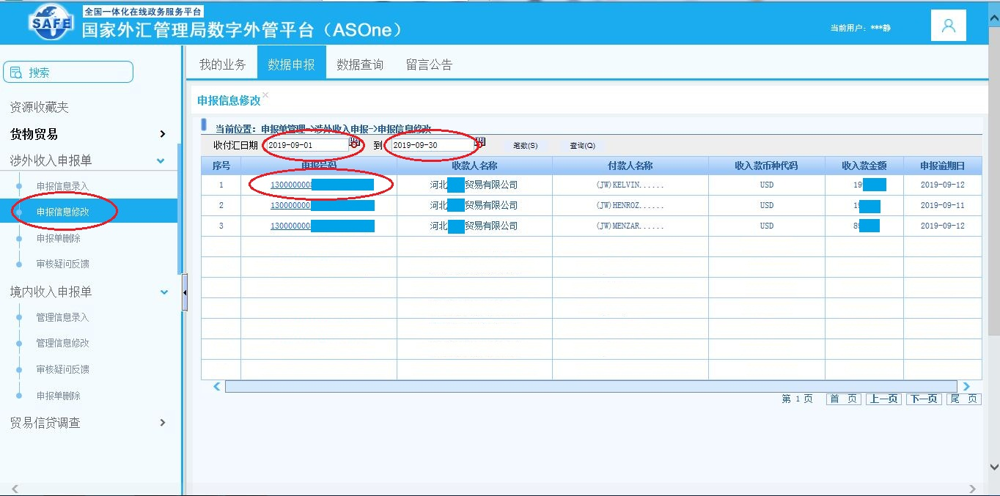 SAFE
全国一体化在线政务服务平台
国家外汇管理局数字外管平台（ASOne）
当前用户：***静
搜索
资源收藏夹
货物贸易
涉外收入申报单
申报信息录入
申报信息修改
申报单删除
审核疑问反馈
境内收入申报单
管理信息录入
管理信息修改
审核疑问反馈
申报单删除
贸易信贷调查
我的业务 数据申报 数据查询 留言公告
申报信息修改
当前位置：申报单管理->涉外收入申报->申报信息修改
收付汇日期 2019-09-01 到 2019-09-30 笔数(S) 查询(Q)
序号 申报号码 收款人名称 付款人名称 收入款币种代码 收入款金额 申报逾期日
1 130000000 河北 贸易有限公司 (JW)KELVIN...... USD 19 2019-09-12
2 130000000 河北 贸易有限公司 (JW)HENROZ...... USD 1 2019-09-11
3 130000000 河北 贸易有限公司 (JW)MENZAR...... USD 8 2019-09-12
第 1 页 首 页 上一页 下一页 尾 页